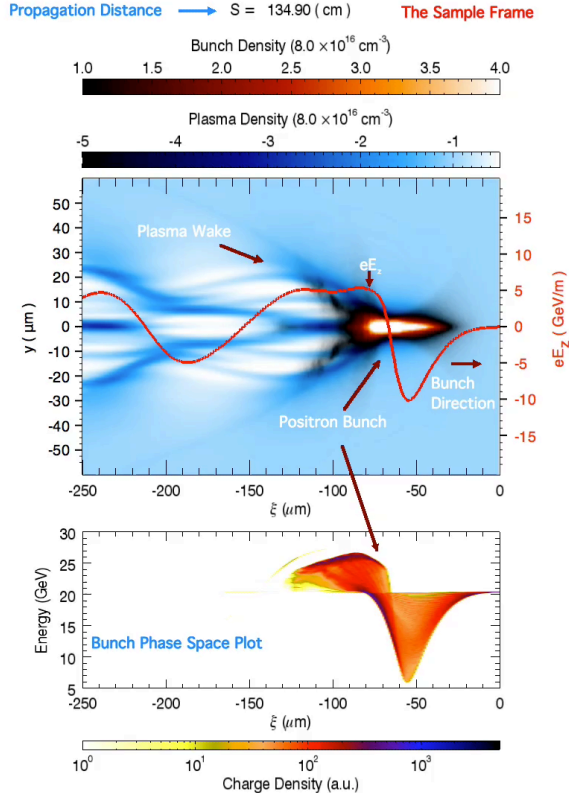 Propagation Distance S = 134.90 ( cm ) The Sample Frame
Bunch Density (8.0 ×10¹⁶ cm⁻³)
1.0 1.5 2.0 2.5 3.0 3.5 4.0
Plasma Density (8.0 ×10¹⁶ cm⁻³)
-5 -4 -3 -2 -1
Plasma Wake
eE_z
Bunch Direction
Positron Bunch
y ( µm )
50
40
30
20
10
0
-10
-20
-30
-40
-50
eE_z ( GeV/m )
15
10
5
0
-5
-10
-15
-250 -200 -150 -100 -50 0
ξ ( µm)
Energy (GeV)
30
25
20
15
10
5
Bunch Phase Space Plot
-250 -200 -150 -100 -50 0
ξ ( µm)
10⁰ 10¹ 10² 10³
Charge Density (a.u.)